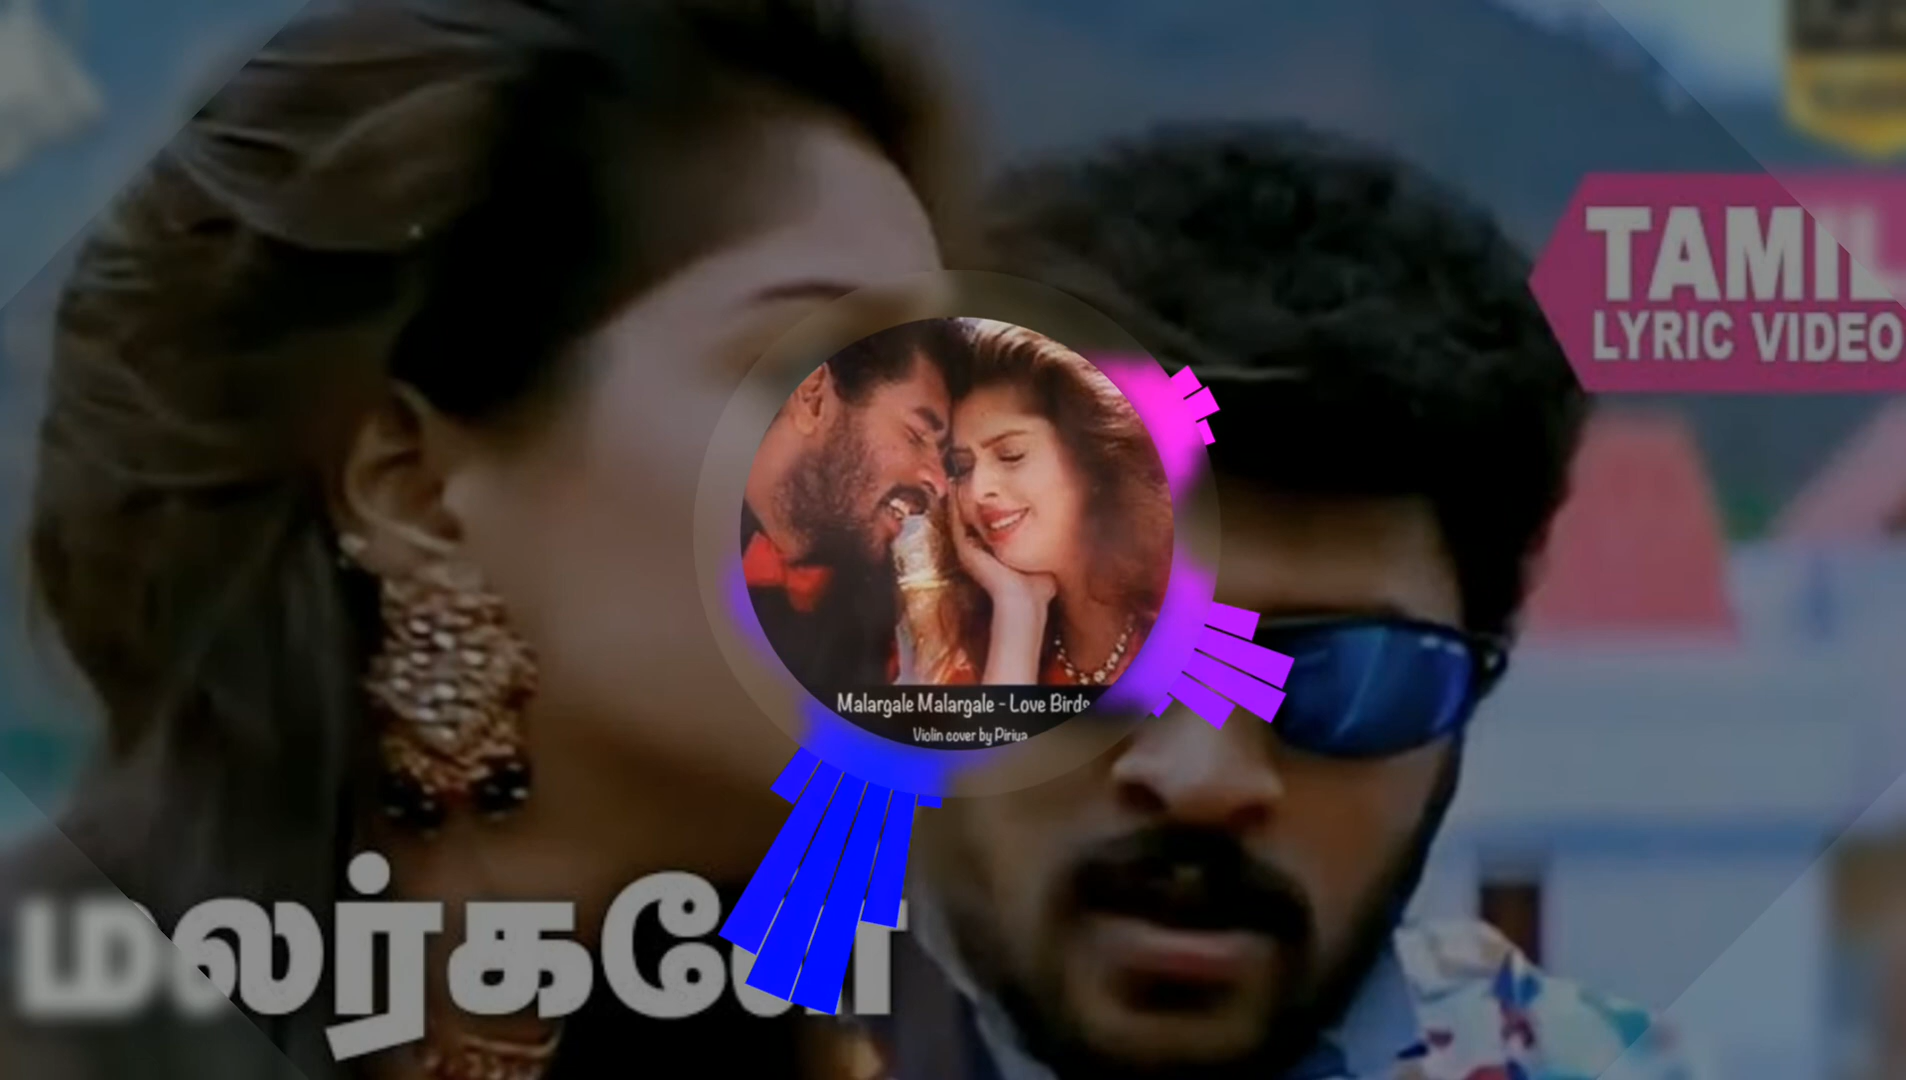 TAMIL
LYRIC VIDEO
Malargale Malargale - Love Birds
Violin cover by Piriya
மலர்களே